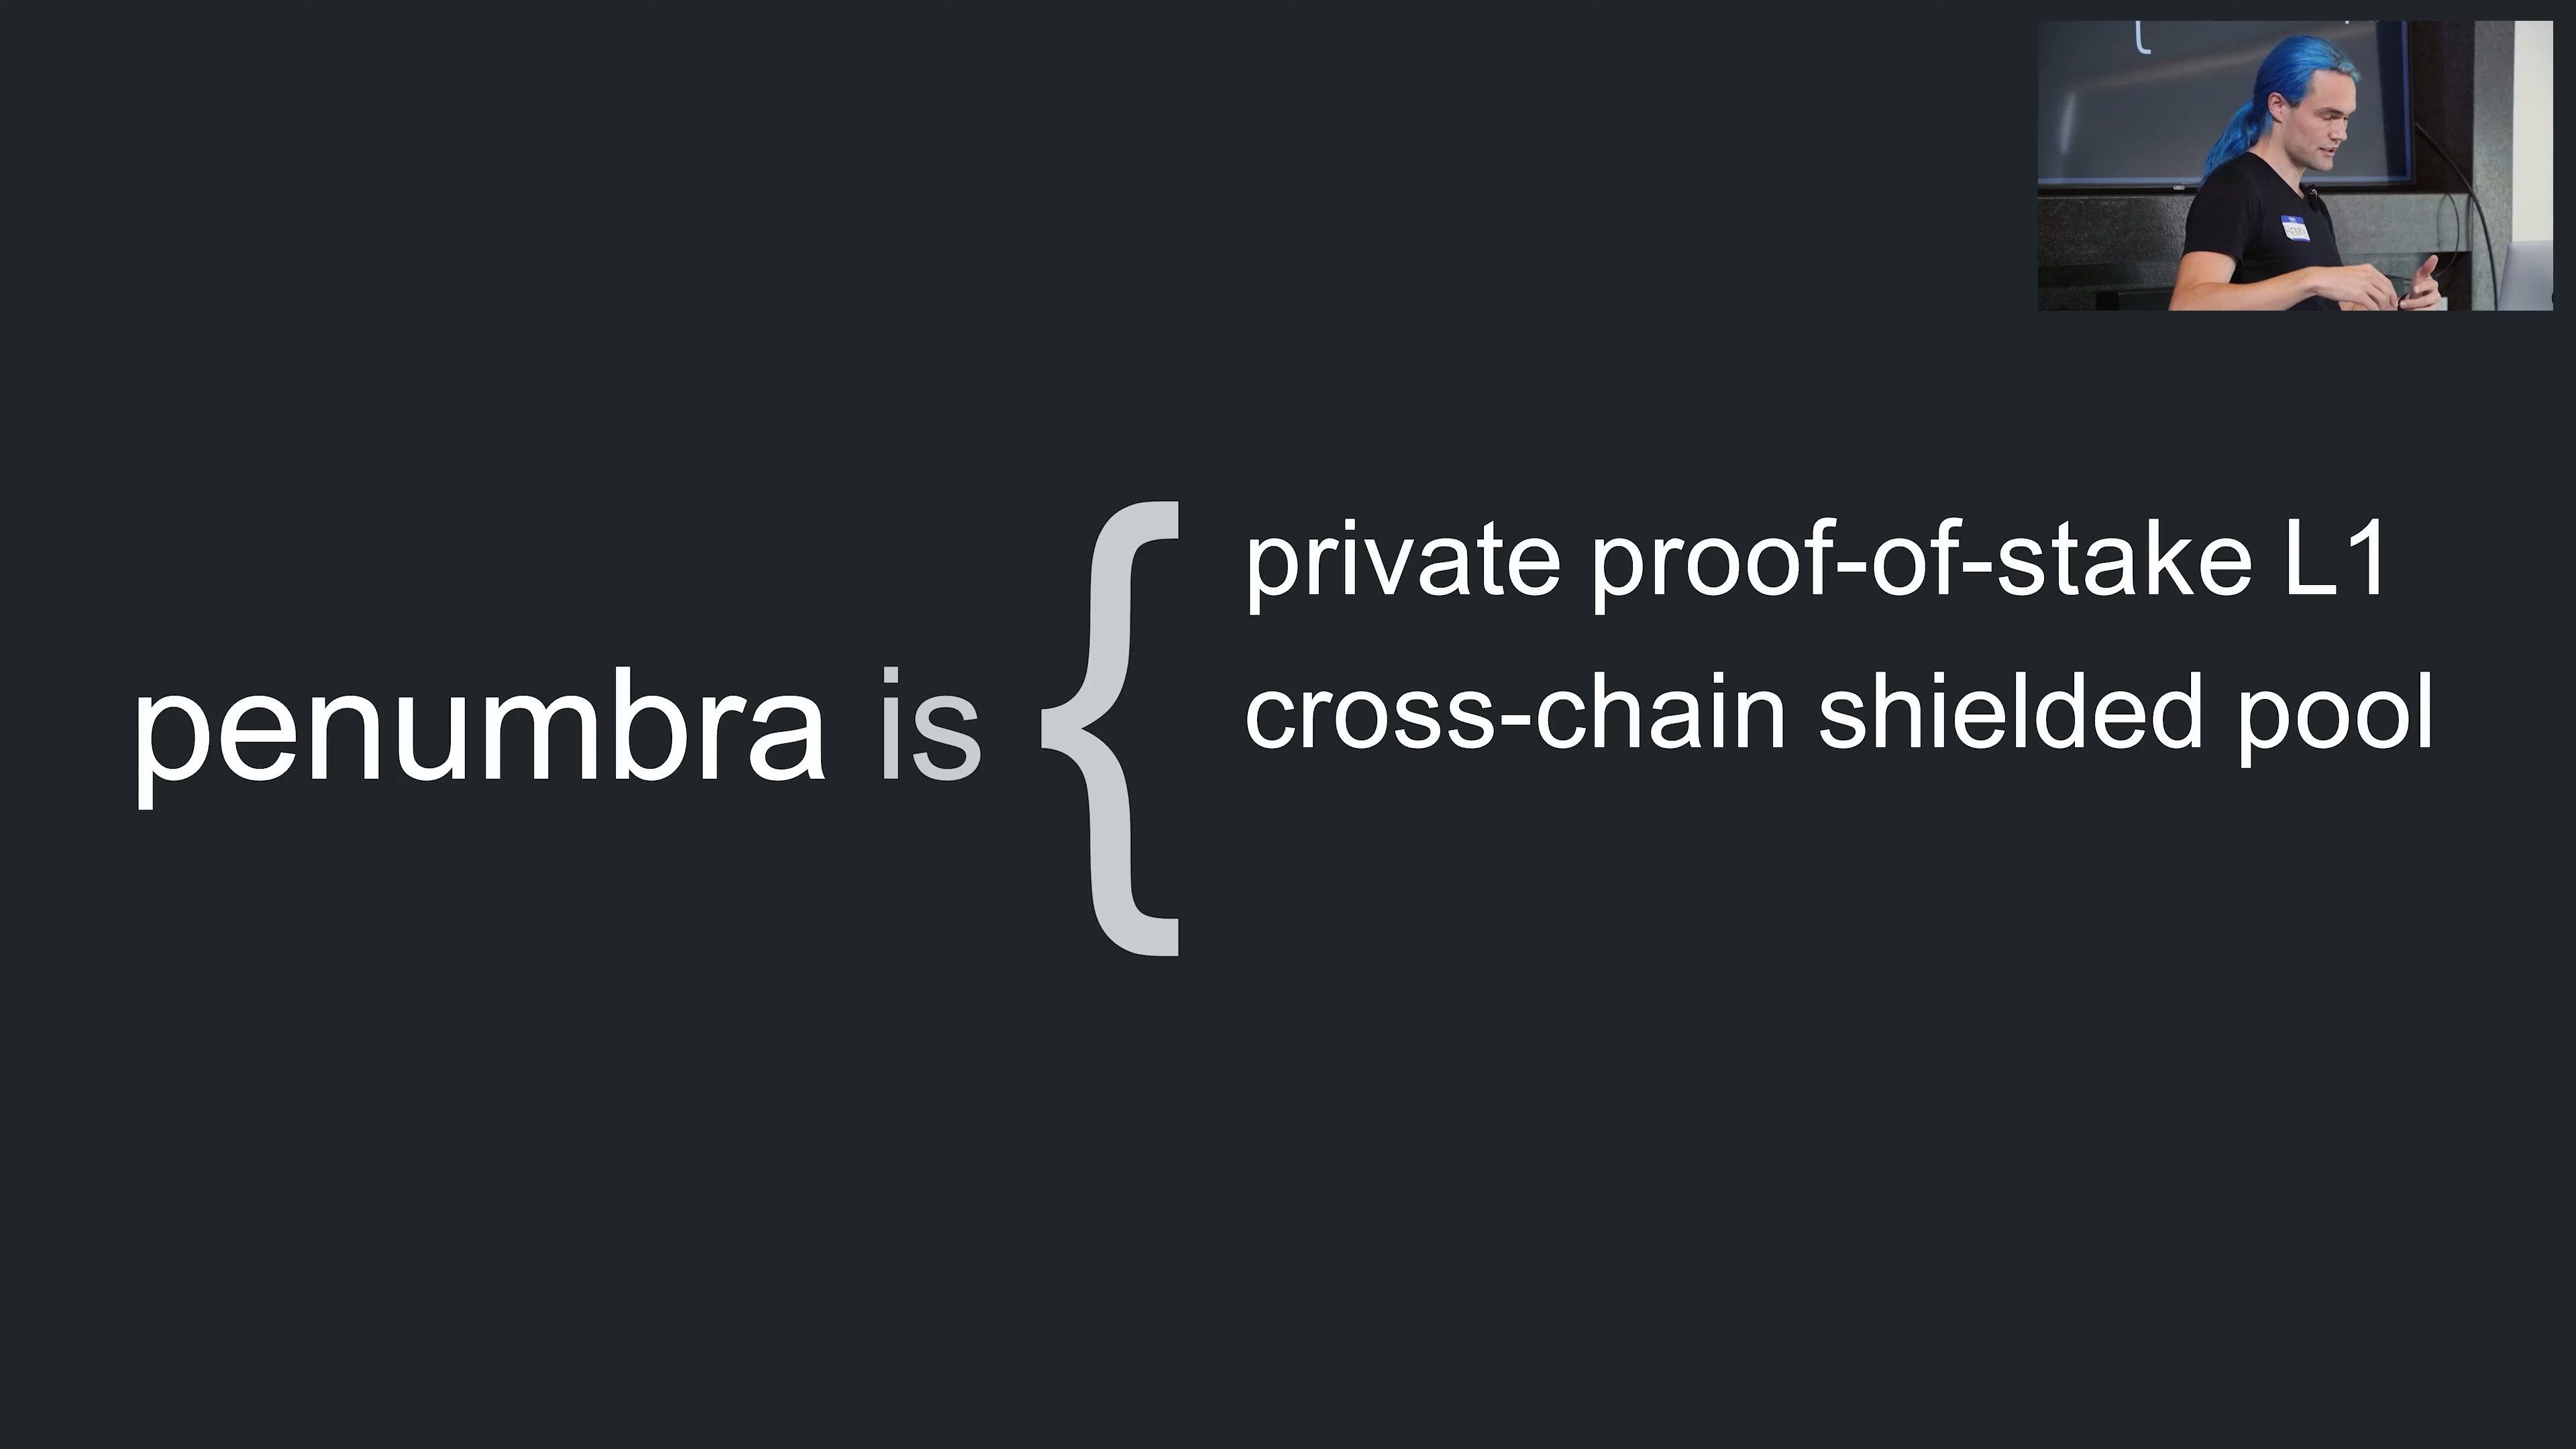 penumbra is {
private proof-of-stake L1
cross-chain shielded pool